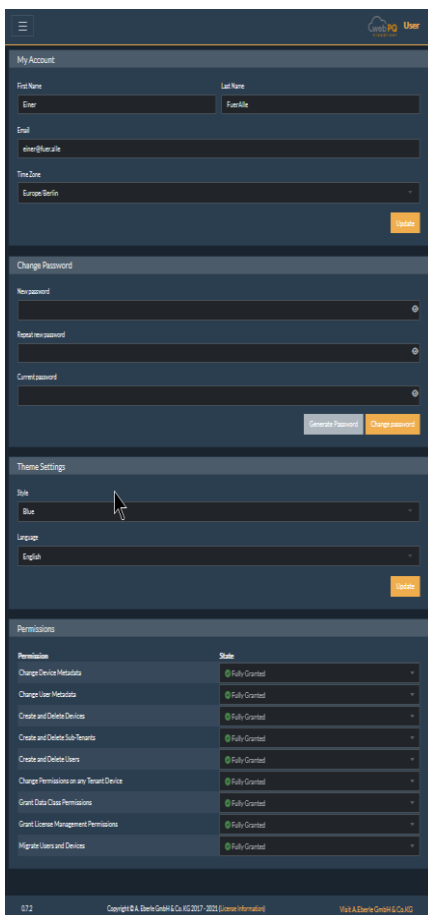 webPQ User
My Account
First Name Last Name
Einer FuerAlle
Email
einer@fuer.alle
Time Zone
Europe/Berlin
Update
Change Password
New password
Repeat new password
Current password
Generate Password Change password
Theme Settings
Style
Blue
Language
English
Update
Permissions
Permission State
Change Device Metadata Fully Granted
Change User Metadata Fully Granted
Create and Delete Devices Fully Granted
Create and Delete Sub-Tenants Fully Granted
Create and Delete Users Fully Granted
Change Permissions on any Tenant Device Fully Granted
Grant Data Class Permissions Fully Granted
Grant License Management Permissions Fully Granted
Migrate Users and Devices Fully Granted
0.7.2 Copyright © A. Eberle GmbH & Co. KG 2017 - 2021 (License Information) Visit A. Eberle GmbH & Co. KG